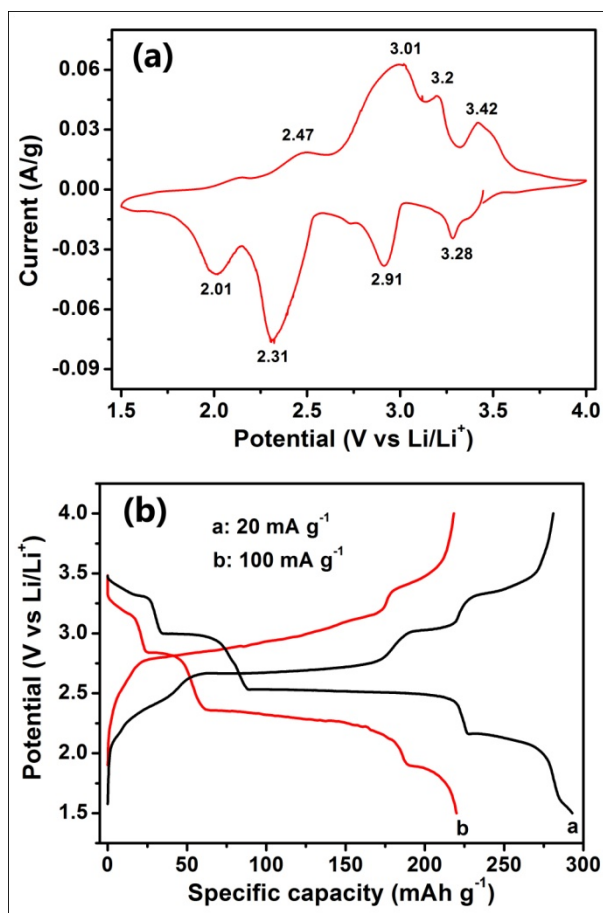 (a)
3.01
3.2
3.42
2.47
2.01
2.31
2.91
3.28
0.06
0.03
0.00
-0.03
-0.06
-0.09
Current (A/g)
1.5 2.0 2.5 3.0 3.5 4.0
Potential (V vs Li/Li⁺)
(b)
a: 20 mA g⁻¹
b: 100 mA g⁻¹
4.0
3.5
3.0
2.5
2.0
1.5
Potential (V vs Li/Li⁺)
b a
0 50 100 150 200 250 300
Specific capacity (mAh g⁻¹)